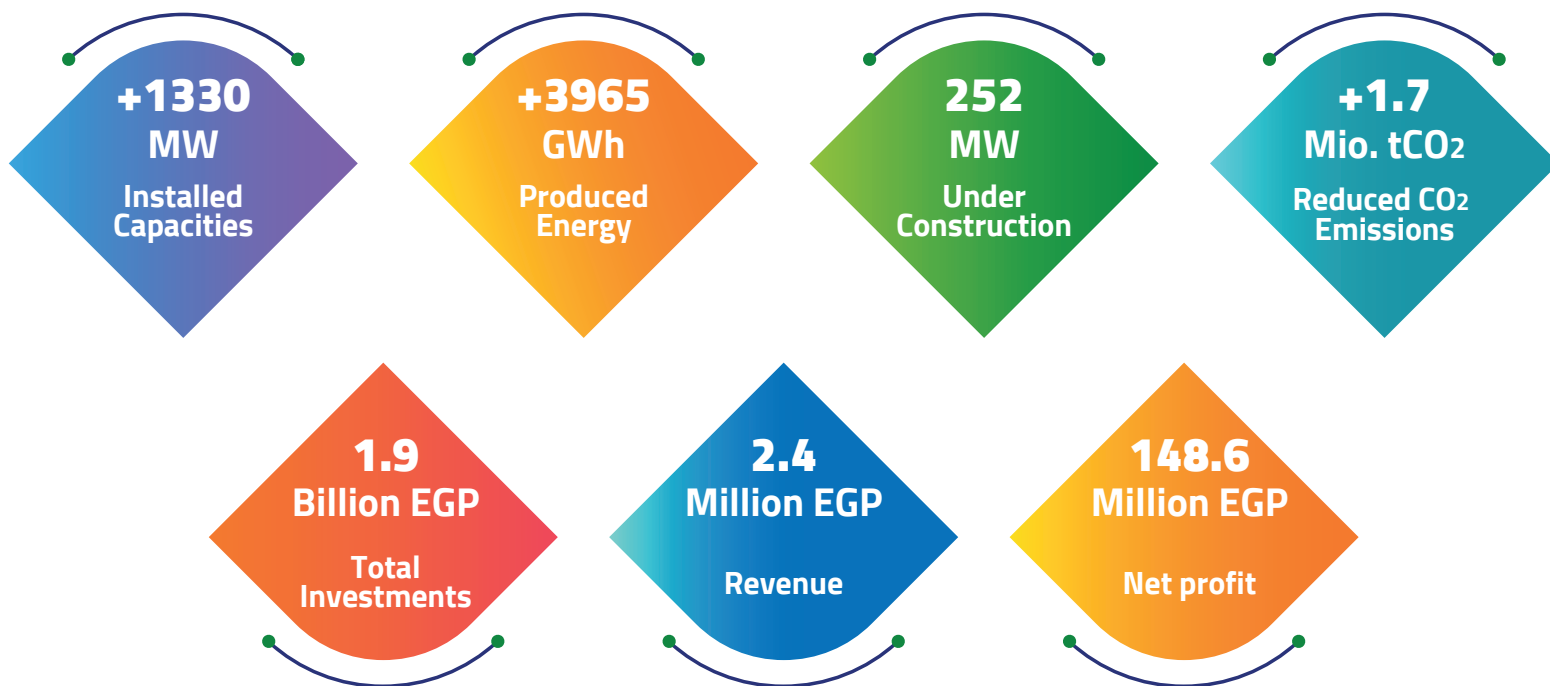 +1330
MW
Installed
Capacities
+3965
GWh
Produced
Energy
252
MW
Under
Construction
+1.7
Mio. tCO2
Reduced CO2
Emissions
1.9
Billion EGP
Total
Investments
2.4
Million EGP
Revenue
148.6
Million EGP
Net profit